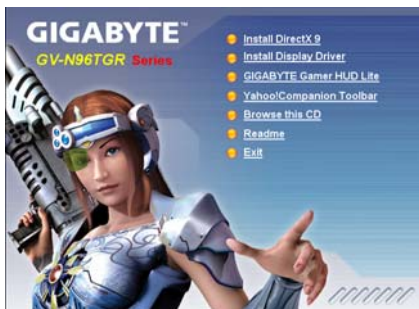 GIGABYTE™
GV-N96TGR Series
Install DirectX 9
Install Display Driver
GIGABYTE Gamer HUD Lite
Yahoo!Companion Toolbar
Browse this CD
Readme
Exit